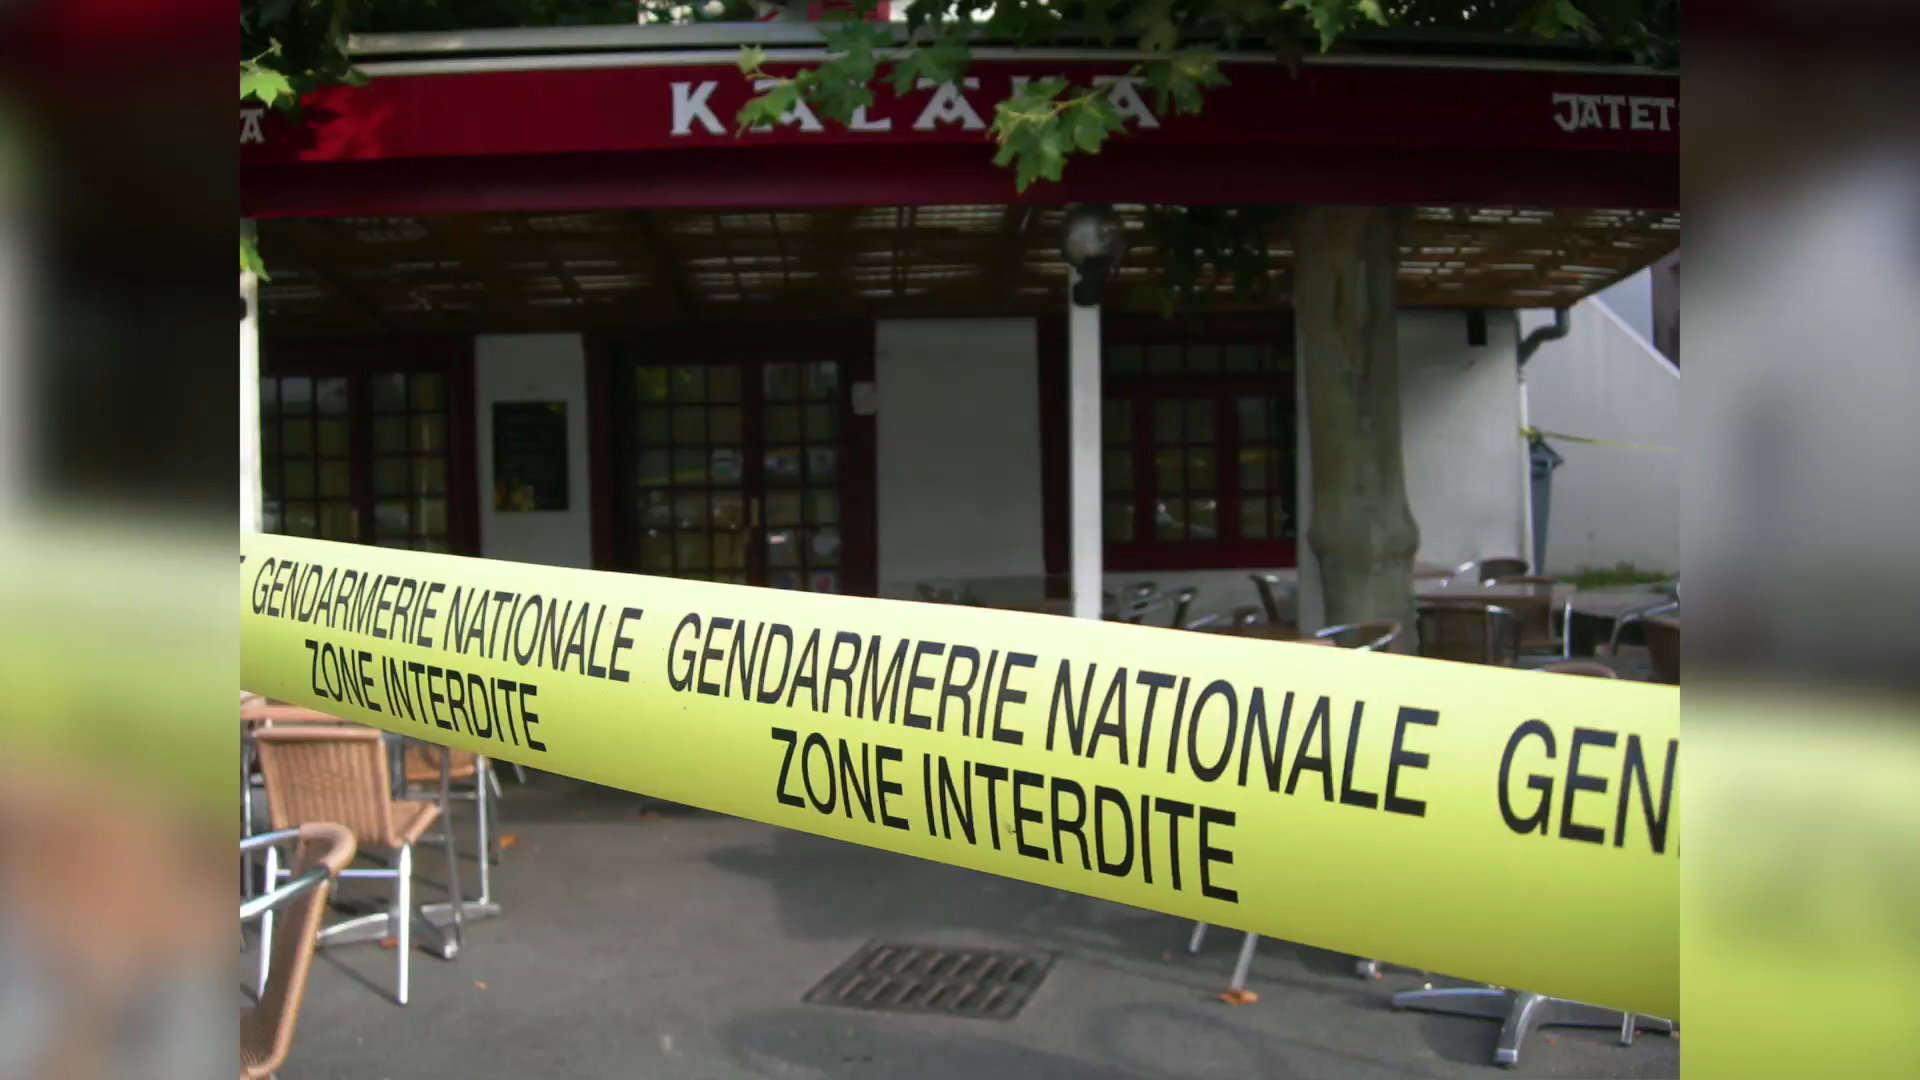 A KALAKA JATET
GENDARMERIE NATIONALE GENDARMERIE NATIONALE GEN
ZONE INTERDITE ZONE INTERDITE